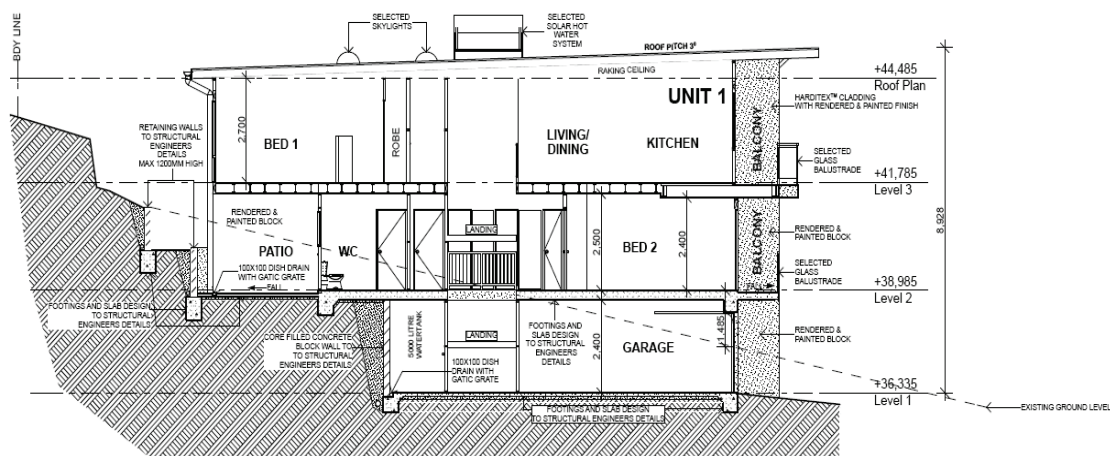 BDY LINE
SELECTED
SKYLIGHTS
SELECTED
SOLAR HOT
WATER
SYSTEM
ROOF PITCH 3°
RAKING CEILING
+44,485
Roof Plan
UNIT 1
HARDITEX™ CLADDING
WITH RENDERED & PAINTED FINISH
RETAINING WALLS
TO STRUCTURAL
ENGINEERS
DETAILS
MAX 1200MM HIGH
2.700
BED 1
ROBE
LIVING/
DINING
KITCHEN
BALCONY
SELECTED
GLASS
BALUSTRADE
+41,785
Level 3
8,928
RENDERED &
PAINTED BLOCK
PATIO
WC
LANDING
2.500
BED 2
2.400
BALCONY
RENDERED &
PAINTED BLOCK
SELECTED
GLASS
BALUSTRADE
100X100 DISH DRAIN
WITH GATIC GRATE
FALL
+38,985
Level 2
FOOTINGS AND SLAB DESIGN
TO STRUCTURAL
ENGINEERS DETAILS
CORE FILLED CONCRETE
BLOCK WALL TO
TO STRUCTURAL
ENGINEERS DETAILS
5000 LITRE
WATERTANK
LANDING
100X100 DISH
DRAIN WITH
GATIC GRATE
2.400
FOOTINGS AND
SLAB DESIGN
TO STRUCTURAL
ENGINEERS
DETAILS
GARAGE
1.485
RENDERED &
PAINTED BLOCK
+36,335
Level 1
FOOTINGS AND SLAB DESIGN
TO STRUCTURAL ENGINEERS DETAILS
EXISTING GROUND LEVEL